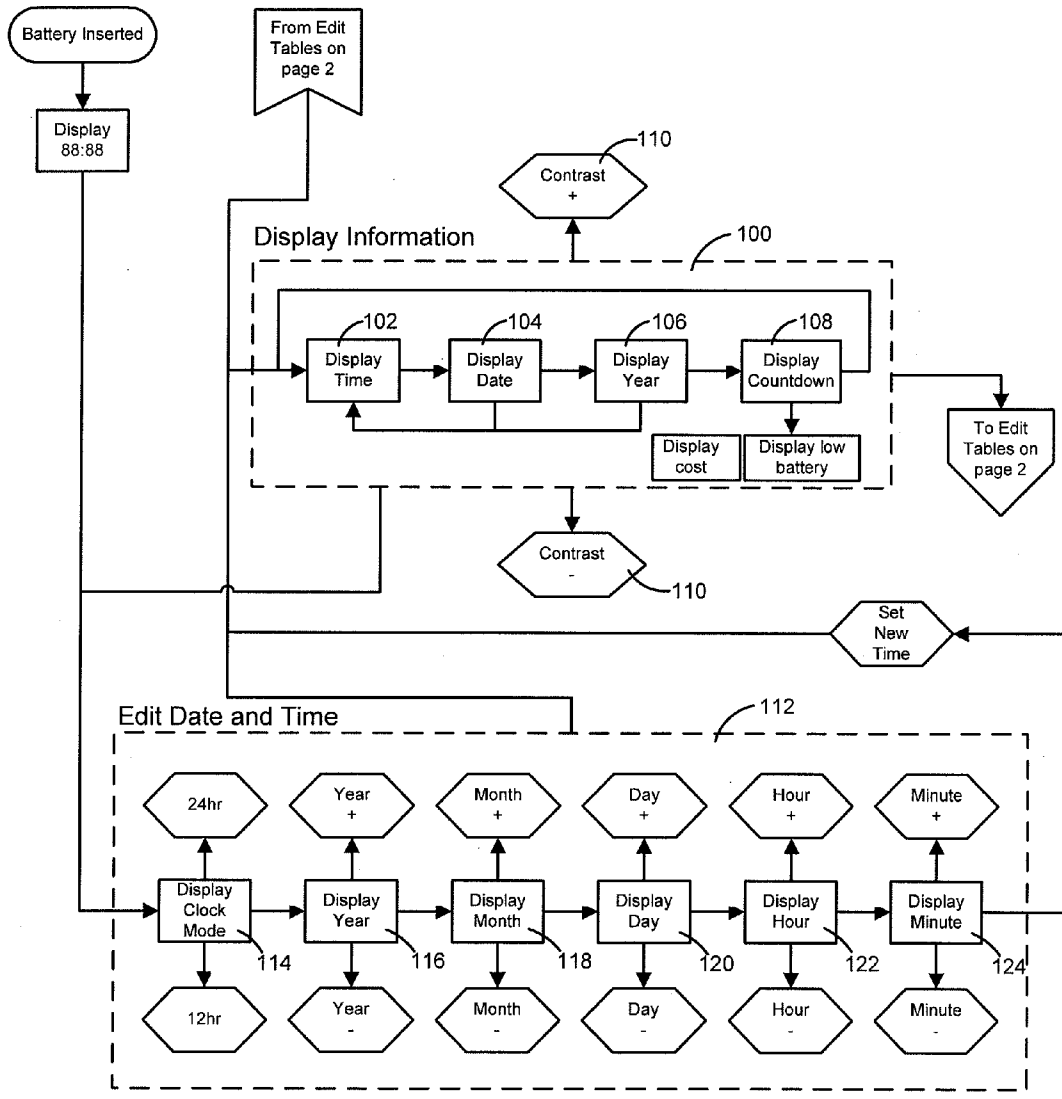 Battery Inserted
From Edit
Tables on
page 2
Display
88:88
110
Contrast
+
Display Information
100
102
Display
Time
104
Display
Date
106
Display
Year
108
Display
Countdown
Display
cost
Display low
battery
To Edit
Tables on
page 2
Contrast
-
110
Set
New
Time
Edit Date and Time
112
24hr
Year
+
Month
+
Day
+
Hour
+
Minute
+
Display
Clock
Mode
114
Display
Year
116
Display
Month
118
Display
Day
120
Display
Hour
122
Display
Minute
124
12hr
Year
-
Month
-
Day
-
Hour
-
Minute
-